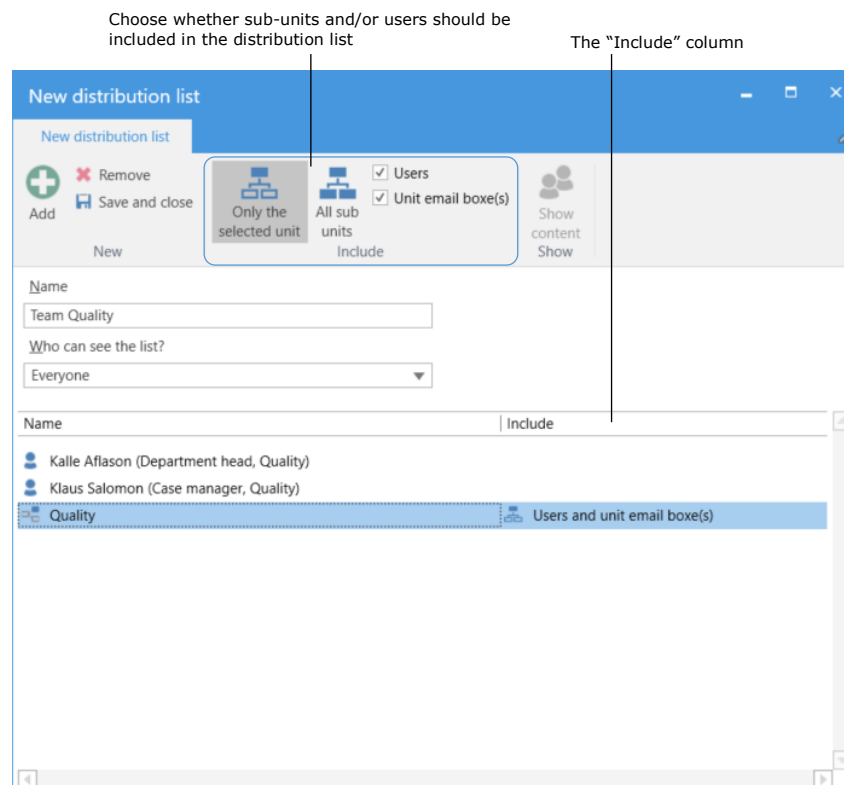 Choose whether sub-units and/or users should be
included in the distribution list
The “Include” column
New distribution list
New distribution list
Add
Remove
Save and close
New
Only the
selected unit
All sub
units
Users
Unit email boxe(s)
Include
Show
content
Show
Name
Team Quality
Who can see the list?
Everyone
Name
Include
Kalle Aflason (Department head, Quality)
Klaus Salomon (Case manager, Quality)
Quality
Users and unit email boxe(s)